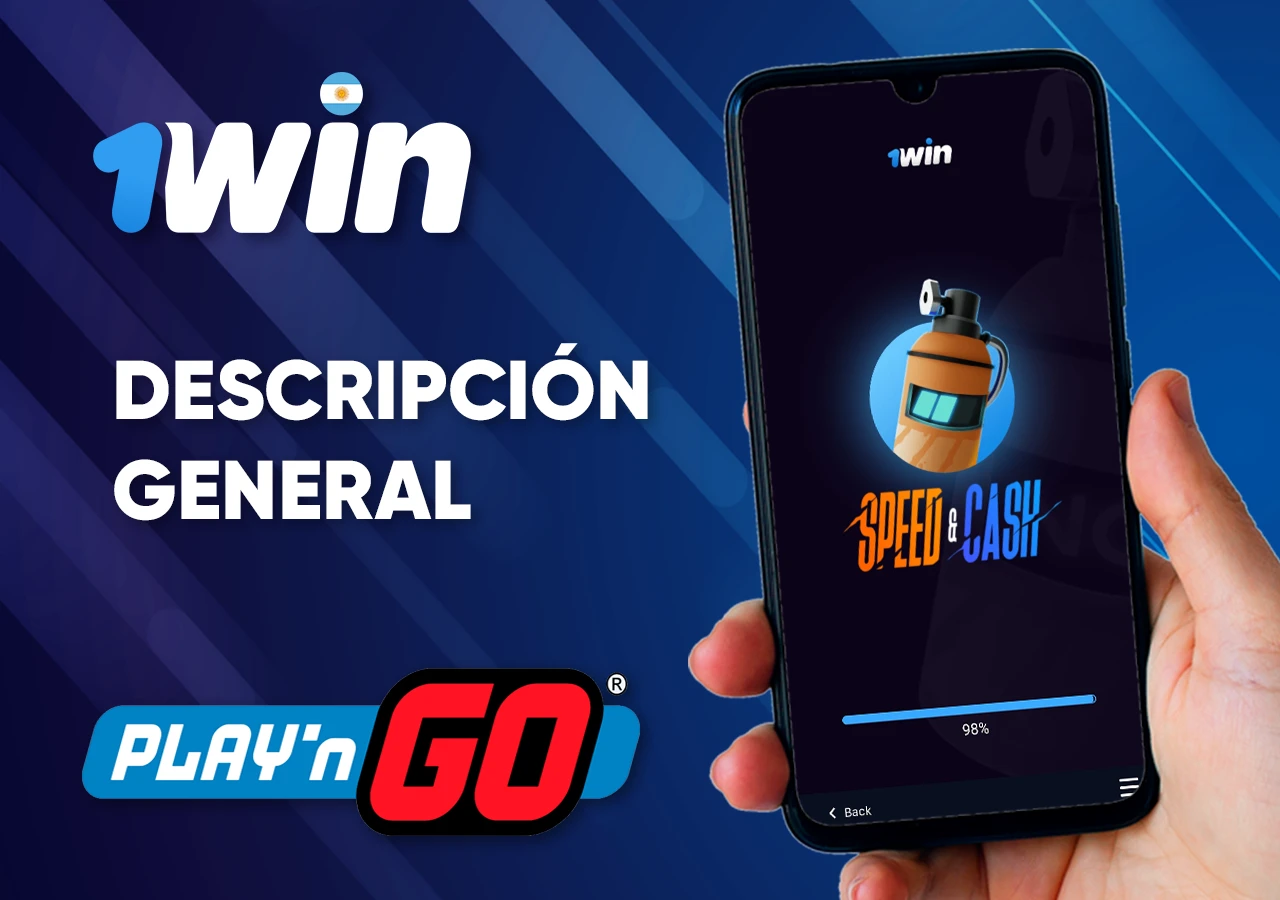 1win
DESCRIPCIÓN
GENERAL
PLAY'n GO®
1win
SPEED & CASH
98%
Back